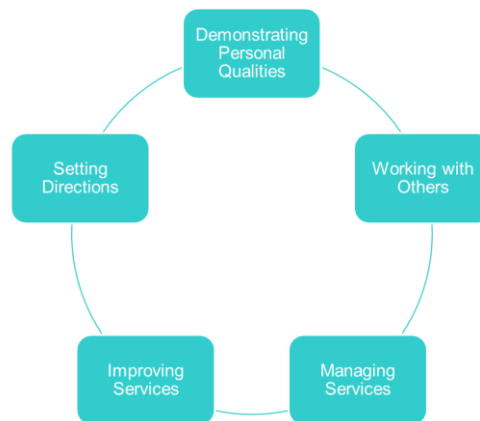 Demonstrating
Personal
Qualities
Working with
Others
Managing
Services
Improving
Services
Setting
Directions